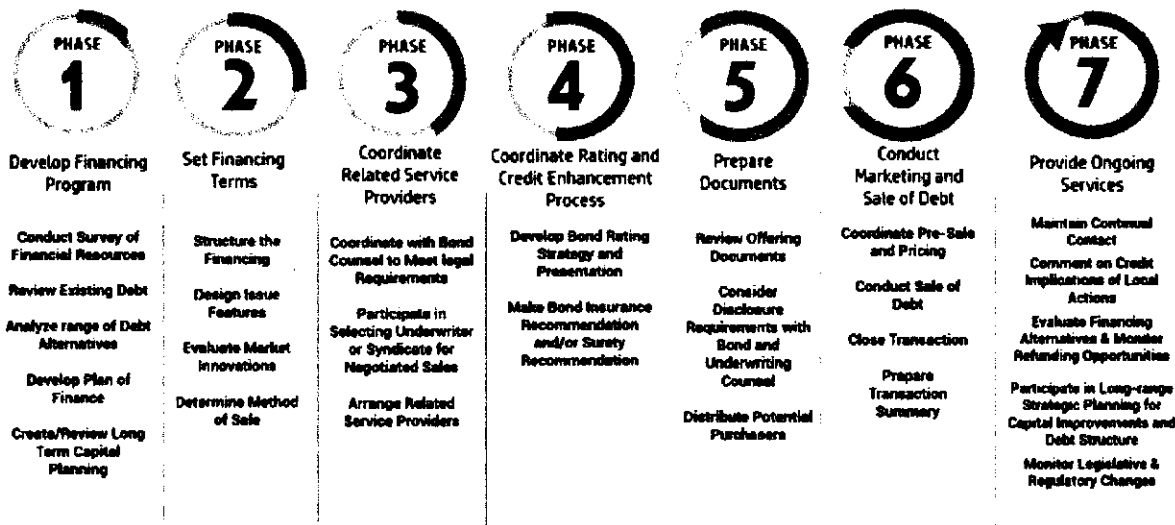 PHASE
1
Develop Financing
Program
Conduct Survey of
Financial Resources
Review Existing Debt
Analyze range of Debt
Alternatives
Develop Plan of
Finance
Create/Review Long
Term Capital
Planning
PHASE
2
Set Financing
Terms
Structure the
Financing
Design Issue
Features
Evaluate Market
Innovations
Determine Method
of Sale
PHASE
3
Coordinate
Related Service
Providers
Coordinate with Bond
Counsel to Meet legal
Requirements
Participate in
Selecting Underwriter
or Syndicate for
Negotiated Sales
Arrange Related
Service Providers
PHASE
4
Coordinate Rating and
Credit Enhancement
Process
Develop Bond Rating
Strategy and
Presentation
Make Bond Insurance
Recommendation
and/or Surety
Recommendation
PHASE
5
Prepare
Documents
Review Offering
Documents
Consider
Disclosure
Requirements with
Bond and
Underwriting
Counsel
Distribute Potential
Purchasers
PHASE
6
Conduct
Marketing and
Sale of Debt
Coordinate Pre-Sale
and Pricing
Conduct Sale of
Debt
Close Transaction
Prepare
Transaction
Summary
PHASE
7
Provide Ongoing
Services
Maintain Continual
Contact
Comment on Credit
Implications of Local
Actions
Evaluate Financing
Alternatives & Monitor
Refunding Opportunities
Participate in Long-range
Strategic Planning for
Capital Improvements and
Debt Structure
Monitor Legislative &
Regulatory Changes